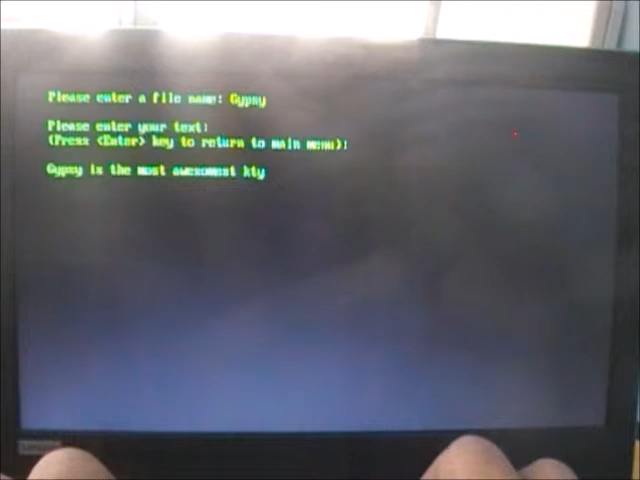 Please enter a file name: Gypsy
Please enter your text:
(Press <Enter> key to return to main menu):
Gypsy is the most awesomest kty